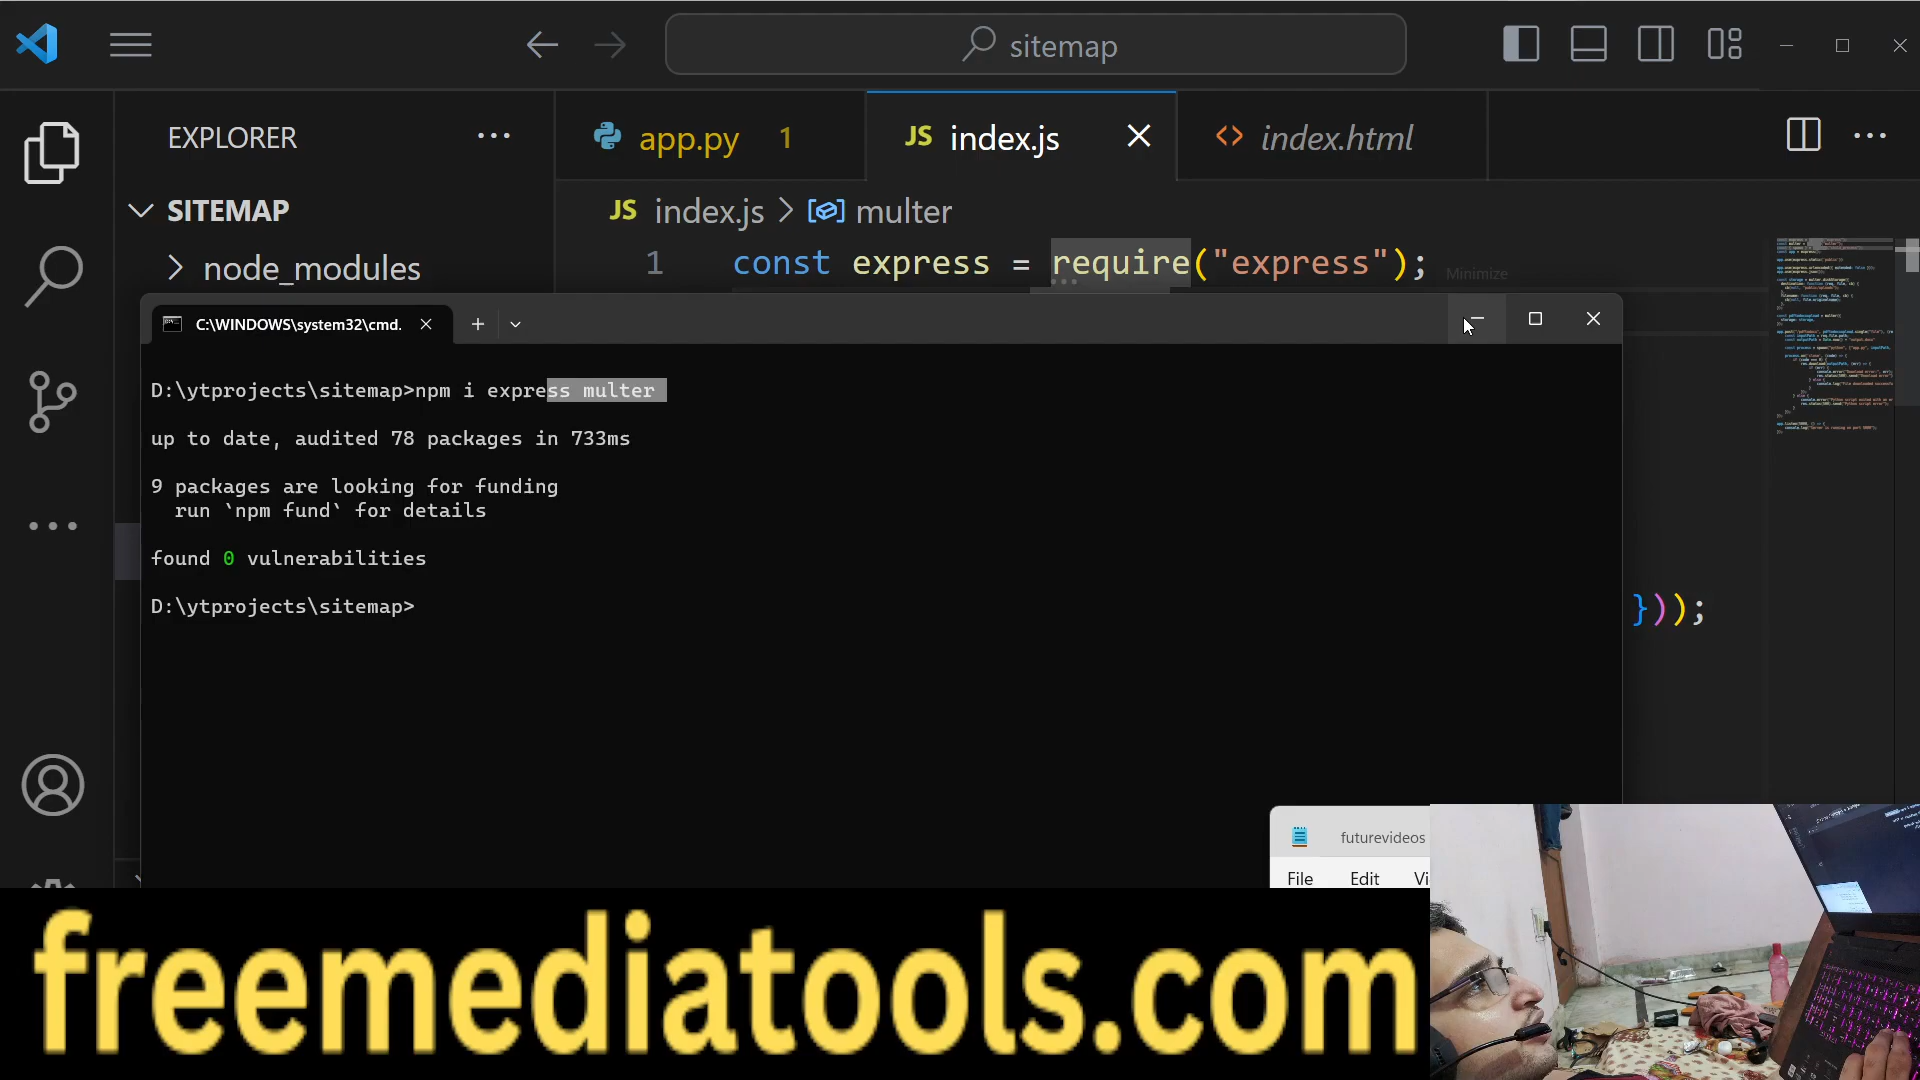 sitemap
EXPLORER
app.py 1
JS index.js
index.html
SITEMAP
JS index.js > multer
node_modules
1 const express = require("express");
Minimize
C:\WINDOWS\system32\cmd.
D:\ytprojects\sitemap>npm i express multer
up to date, audited 78 packages in 733ms
9 packages are looking for funding
run `npm fund` for details
found 0 vulnerabilities
D:\ytprojects\sitemap>
}));
futurevideos
File Edit Vi
freemediatools.com